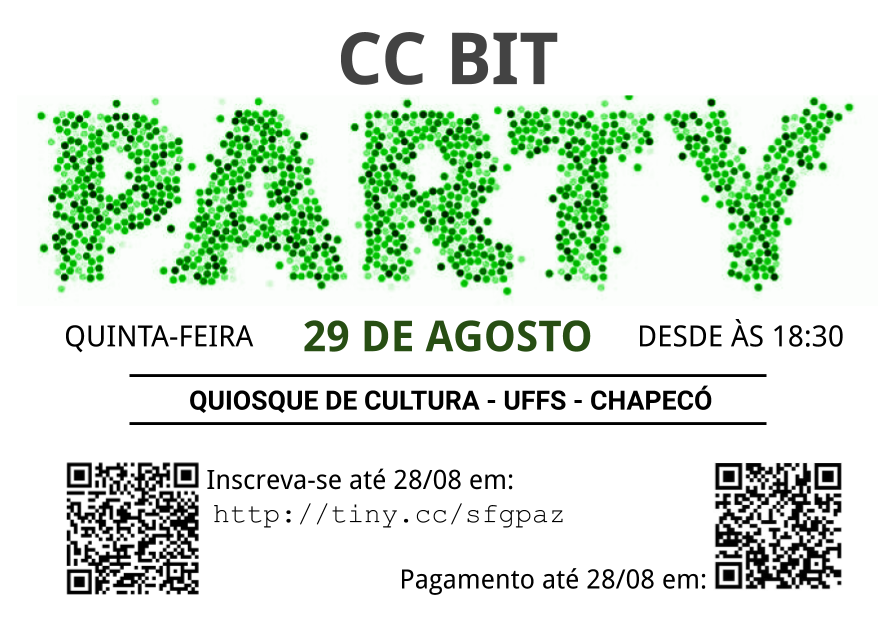 CC BIT
PARTY
QUINTA-FEIRA 29 DE AGOSTO DESDE ÀS 18:30
QUIOSQUE DE CULTURA - UFFS - CHAPECÓ
Inscreva-se até 28/08 em:
http://tiny.cc/sfgpaz
Pagamento até 28/08 em: